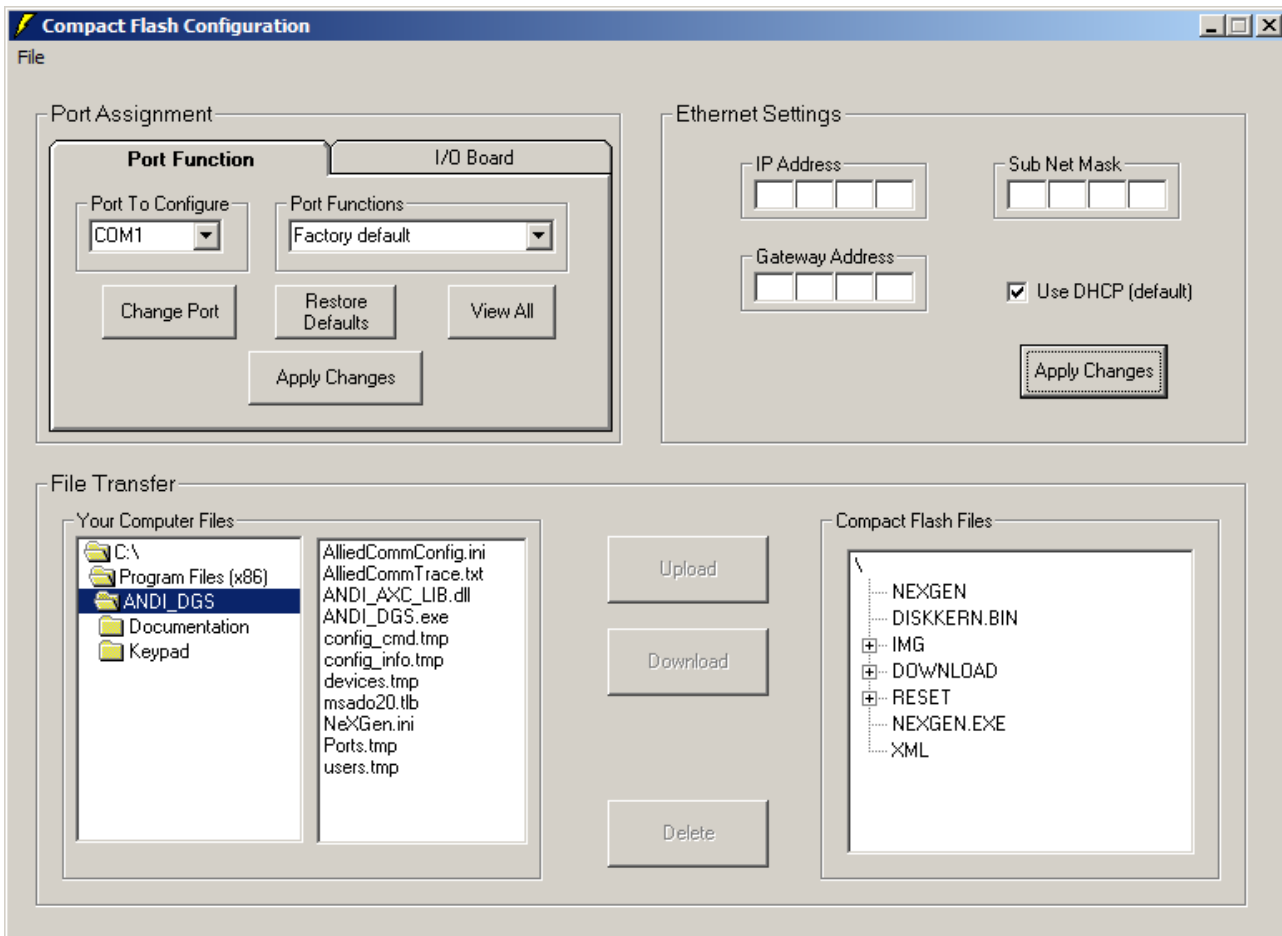 Compact Flash Configuration
File
Port Assignment
Port Function
I/O Board
Port To Configure
COM1
Port Functions
Factory default
Change Port
Restore
Defaults
View All
Apply Changes
Ethernet Settings
IP Address
Sub Net Mask
Gateway Address
Use DHCP (default)
Apply Changes
File Transfer
Your Computer Files
C:\
Program Files (x86)
ANDI_DGS
Documentation
Keypad
AlliedCommConfig.ini
AlliedCommTrace.txt
ANDI_AXC_LIB.dll
ANDI_DGS.exe
config_cmd.tmp
config_info.tmp
devices.tmp
msado20.tlb
NeXGen.ini
Ports.tmp
users.tmp
Upload
Download
Delete
Compact Flash Files
\
NEXGEN
DISKKERN.BIN
IMG
DOWNLOAD
RESET
NEXGEN.EXE
XML